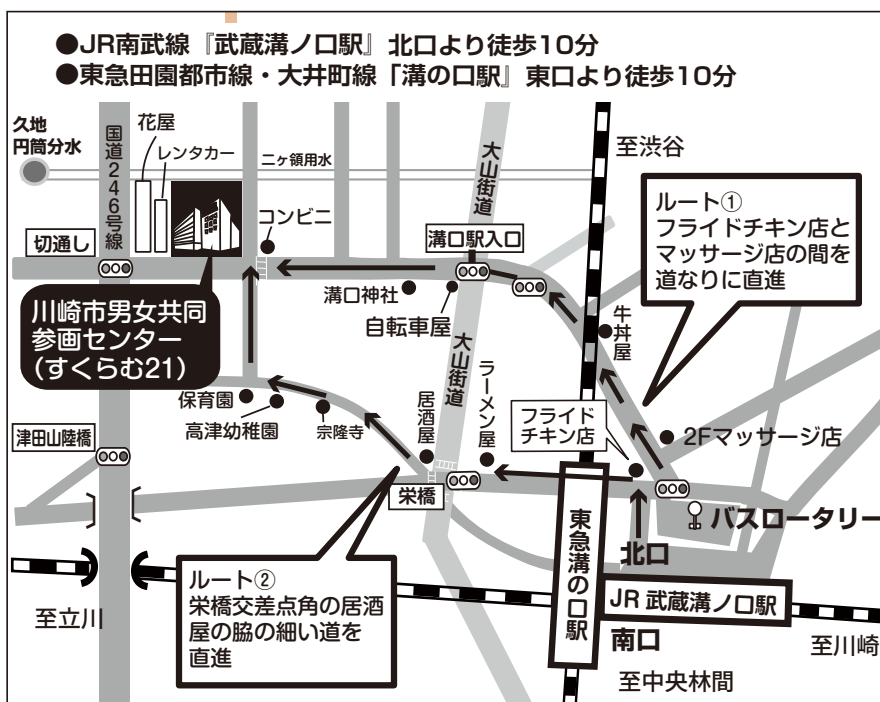 ●JR南武線『武蔵溝ノ口駅』北口より徒歩10分
●東急田園都市線・大井町線「溝の口駅」東口より徒歩10分
久地
円筒分水
国道246号線
花屋
レンタカー
二ヶ領用水
大山街道
至渋谷
コンビニ
切通し
溝口駅入口
ルート①
フライドチキン店と
マッサージ店の間を
道なりに直進
川崎市男女共同
参画センター
(すくらむ21)
溝口神社
自転車屋
牛丼屋
大山街道
保育園
高津幼稚園
宗隆寺
居酒屋
ラーメン屋
フライド
チキン店
2Fマッサージ店
津田山陸橋
栄橋
バスロータリー
北口
東急溝の口駅
JR 武蔵溝ノ口駅
南口
ルート②
栄橋交差点角の居酒
屋の脇の細い道を
直進
至立川
至川崎
至中央林間